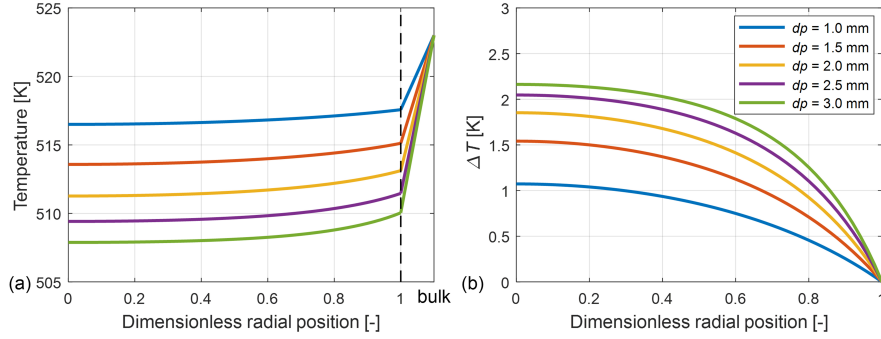 525
520
515
510
505
Temperature [K]
0
0.2
0.4
0.6
0.8
1
bulk
(a)
Dimensionless radial position [-]
3
2.5
2
1.5
1
0.5
0
ΔT [K]
dp = 1.0 mm
dp = 1.5 mm
dp = 2.0 mm
dp = 2.5 mm
dp = 3.0 mm
0
0.2
0.4
0.6
0.8
1
(b)
Dimensionless radial position [-]